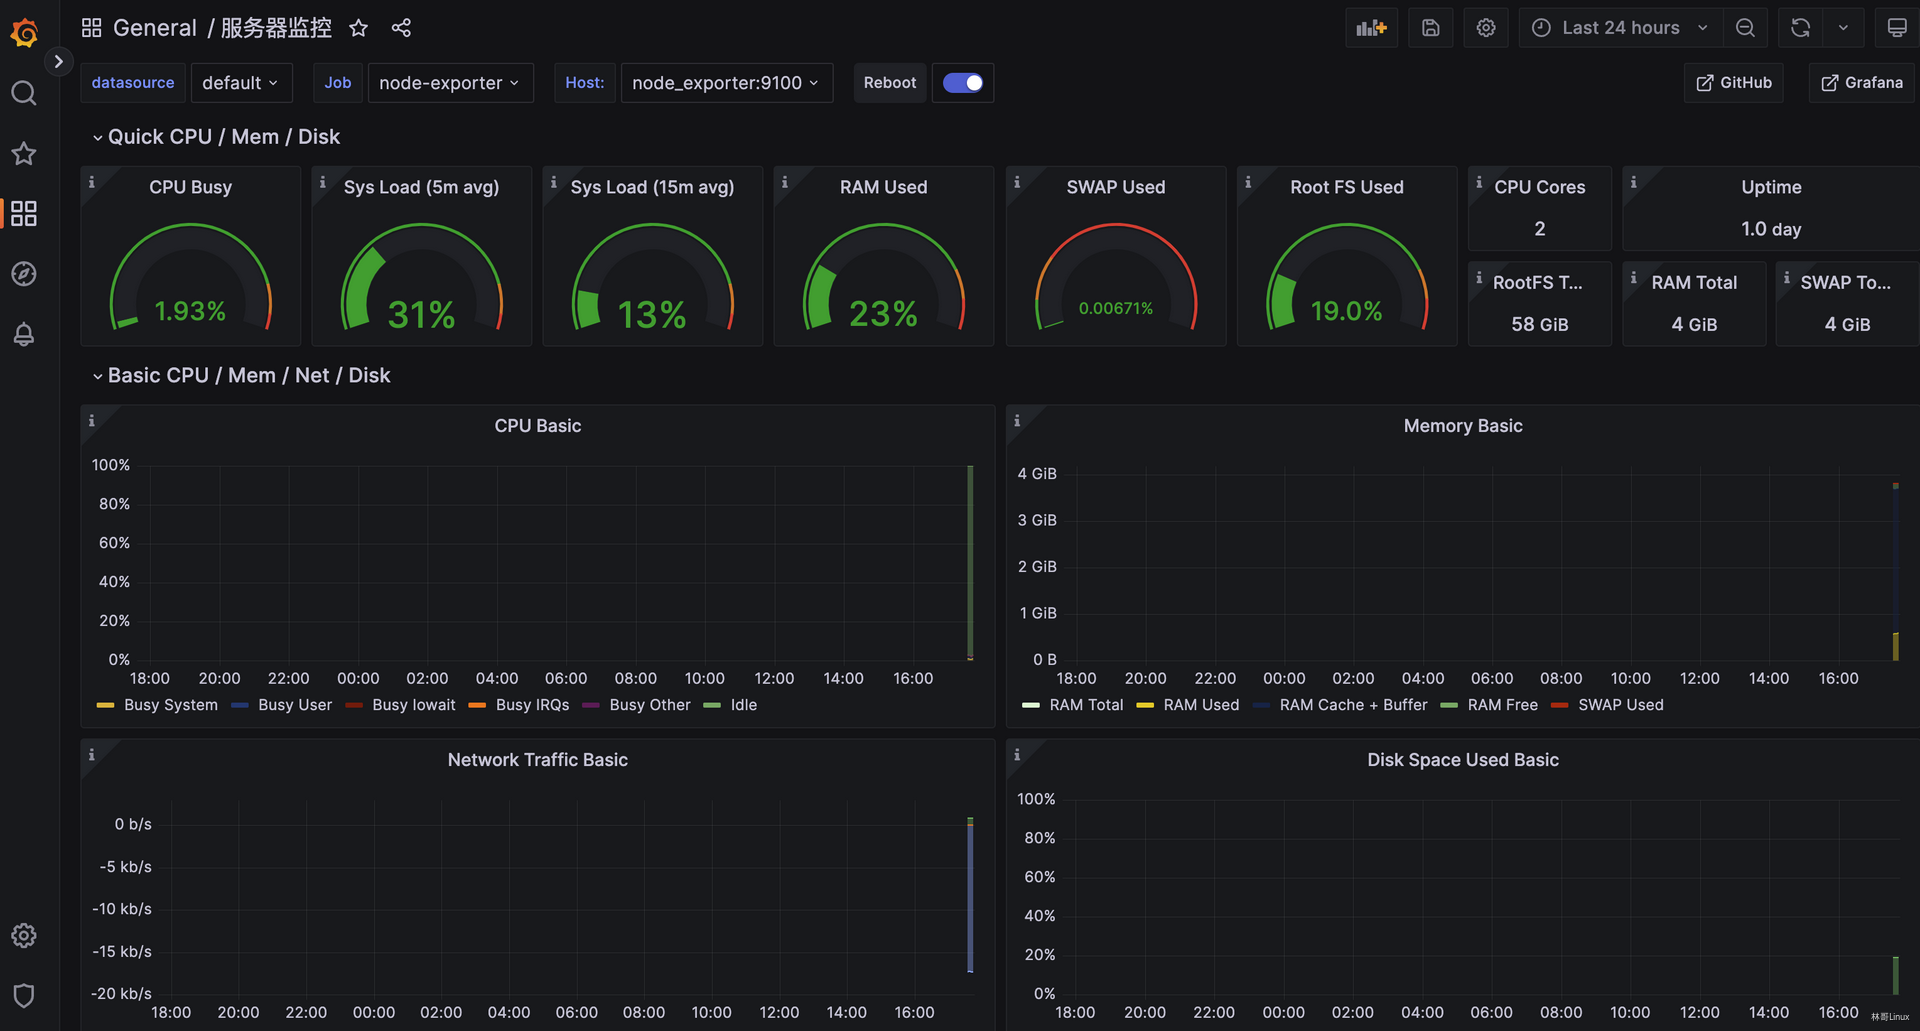 General / 服务器监控
Last 24 hours
datasource default Job node-exporter Host: node_exporter:9100 Reboot GitHub Grafana
Quick CPU / Mem / Disk
CPU Busy
1.93%
Sys Load (5m avg)
31%
Sys Load (15m avg)
13%
RAM Used
23%
SWAP Used
0.00671%
Root FS Used
19.0%
CPU Cores
2
Uptime
1.0 day
RootFS T...
58 GiB
RAM Total
4 GiB
SWAP To...
4 GiB
Basic CPU / Mem / Net / Disk
CPU Basic
100%
80%
60%
40%
20%
0%
18:00 20:00 22:00 00:00 02:00 04:00 06:00 08:00 10:00 12:00 14:00 16:00
Busy System Busy User Busy Iowait Busy IRQs Busy Other Idle
Memory Basic
4 GiB
3 GiB
2 GiB
1 GiB
0 B
18:00 20:00 22:00 00:00 02:00 04:00 06:00 08:00 10:00 12:00 14:00 16:00
RAM Total RAM Used RAM Cache + Buffer RAM Free SWAP Used
Network Traffic Basic
0 b/s
-5 kb/s
-10 kb/s
-15 kb/s
-20 kb/s
18:00 20:00 22:00 00:00 02:00 04:00 06:00 08:00 10:00 12:00 14:00 16:00
Disk Space Used Basic
100%
80%
60%
40%
20%
0%
18:00 20:00 22:00 00:00 02:00 04:00 06:00 08:00 10:00 12:00 14:00 16:00
林哥Linux